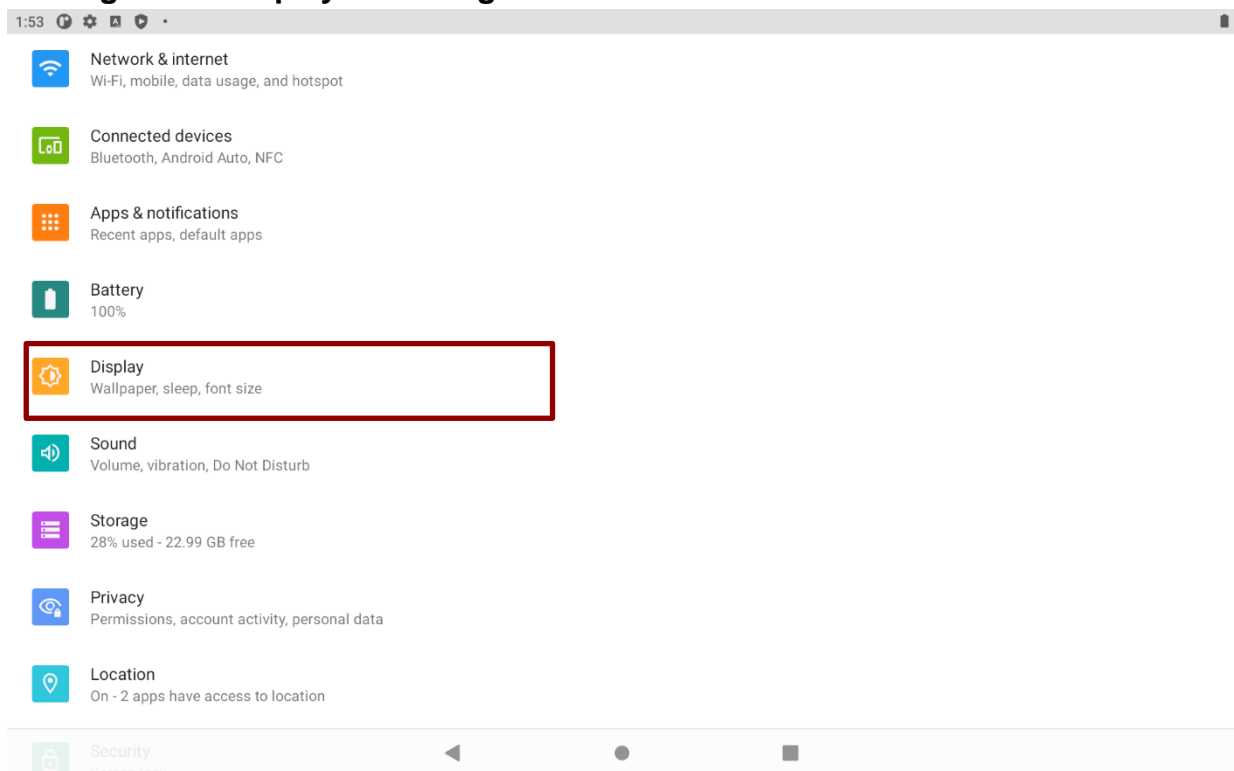 1:53
Network & internet
Wi-Fi, mobile, data usage, and hotspot
Connected devices
Bluetooth, Android Auto, NFC
Apps & notifications
Recent apps, default apps
Battery
100%
Display
Wallpaper, sleep, font size
Sound
Volume, vibration, Do Not Disturb
Storage
28% used - 22.99 GB free
Privacy
Permissions, account activity, personal data
Location
On - 2 apps have access to location
Security